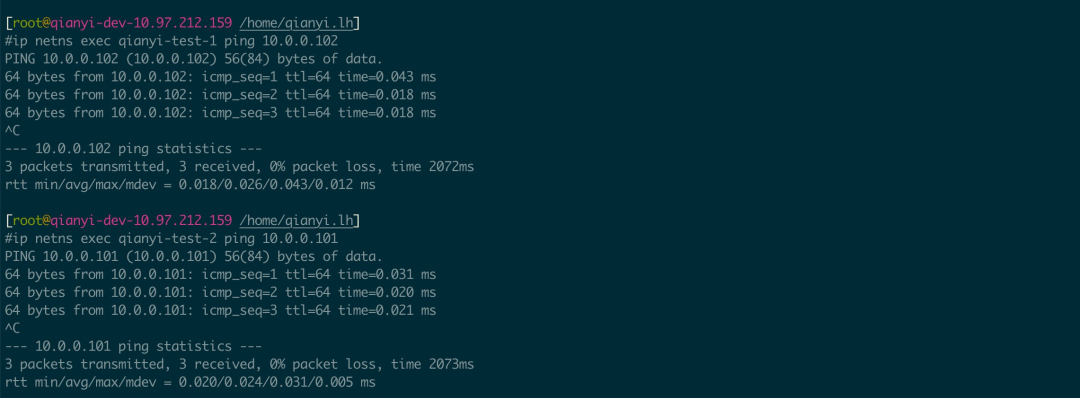 [root@qianyi-dev-10.97.212.159 /home/qianyi.lh]
#ip netns exec qianyi-test-1 ping 10.0.0.102
PING 10.0.0.102 (10.0.0.102) 56(84) bytes of data.
64 bytes from 10.0.0.102: icmp_seq=1 ttl=64 time=0.043 ms
64 bytes from 10.0.0.102: icmp_seq=2 ttl=64 time=0.018 ms
64 bytes from 10.0.0.102: icmp_seq=3 ttl=64 time=0.018 ms
^C
--- 10.0.0.102 ping statistics ---
3 packets transmitted, 3 received, 0% packet loss, time 2072ms
rtt min/avg/max/mdev = 0.018/0.026/0.043/0.012 ms
[root@qianyi-dev-10.97.212.159 /home/qianyi.lh]
#ip netns exec qianyi-test-2 ping 10.0.0.101
PING 10.0.0.101 (10.0.0.101) 56(84) bytes of data.
64 bytes from 10.0.0.101: icmp_seq=1 ttl=64 time=0.031 ms
64 bytes from 10.0.0.101: icmp_seq=2 ttl=64 time=0.020 ms
64 bytes from 10.0.0.101: icmp_seq=3 ttl=64 time=0.021 ms
^C
--- 10.0.0.101 ping statistics ---
3 packets transmitted, 3 received, 0% packet loss, time 2073ms
rtt min/avg/max/mdev = 0.020/0.024/0.031/0.005 ms